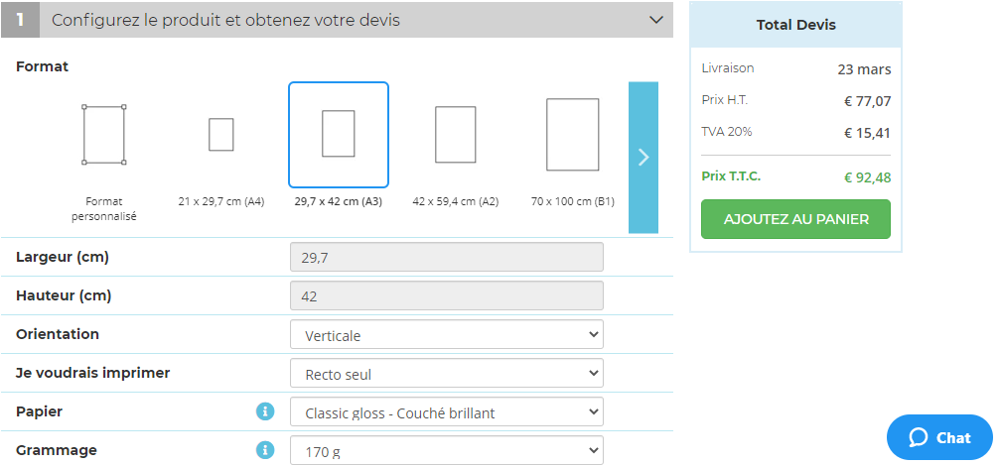 1 Configurez le produit et obtenez votre devis
Format
Format personnalisé
21 x 29,7 cm (A4)
29,7 x 42 cm (A3)
42 x 59,4 cm (A2)
70 x 100 cm (B1)
Largeur (cm) 29,7
Hauteur (cm) 42
Orientation Verticale
Je voudrais imprimer Recto seul
Papier i Classic gloss - Couché brillant
Grammage i 170 g
Total Devis
Livraison 23 mars
Prix H.T. € 77,07
TVA 20% € 15,41
Prix T.T.C. € 92,48
AJOUTEZ AU PANIER
Chat